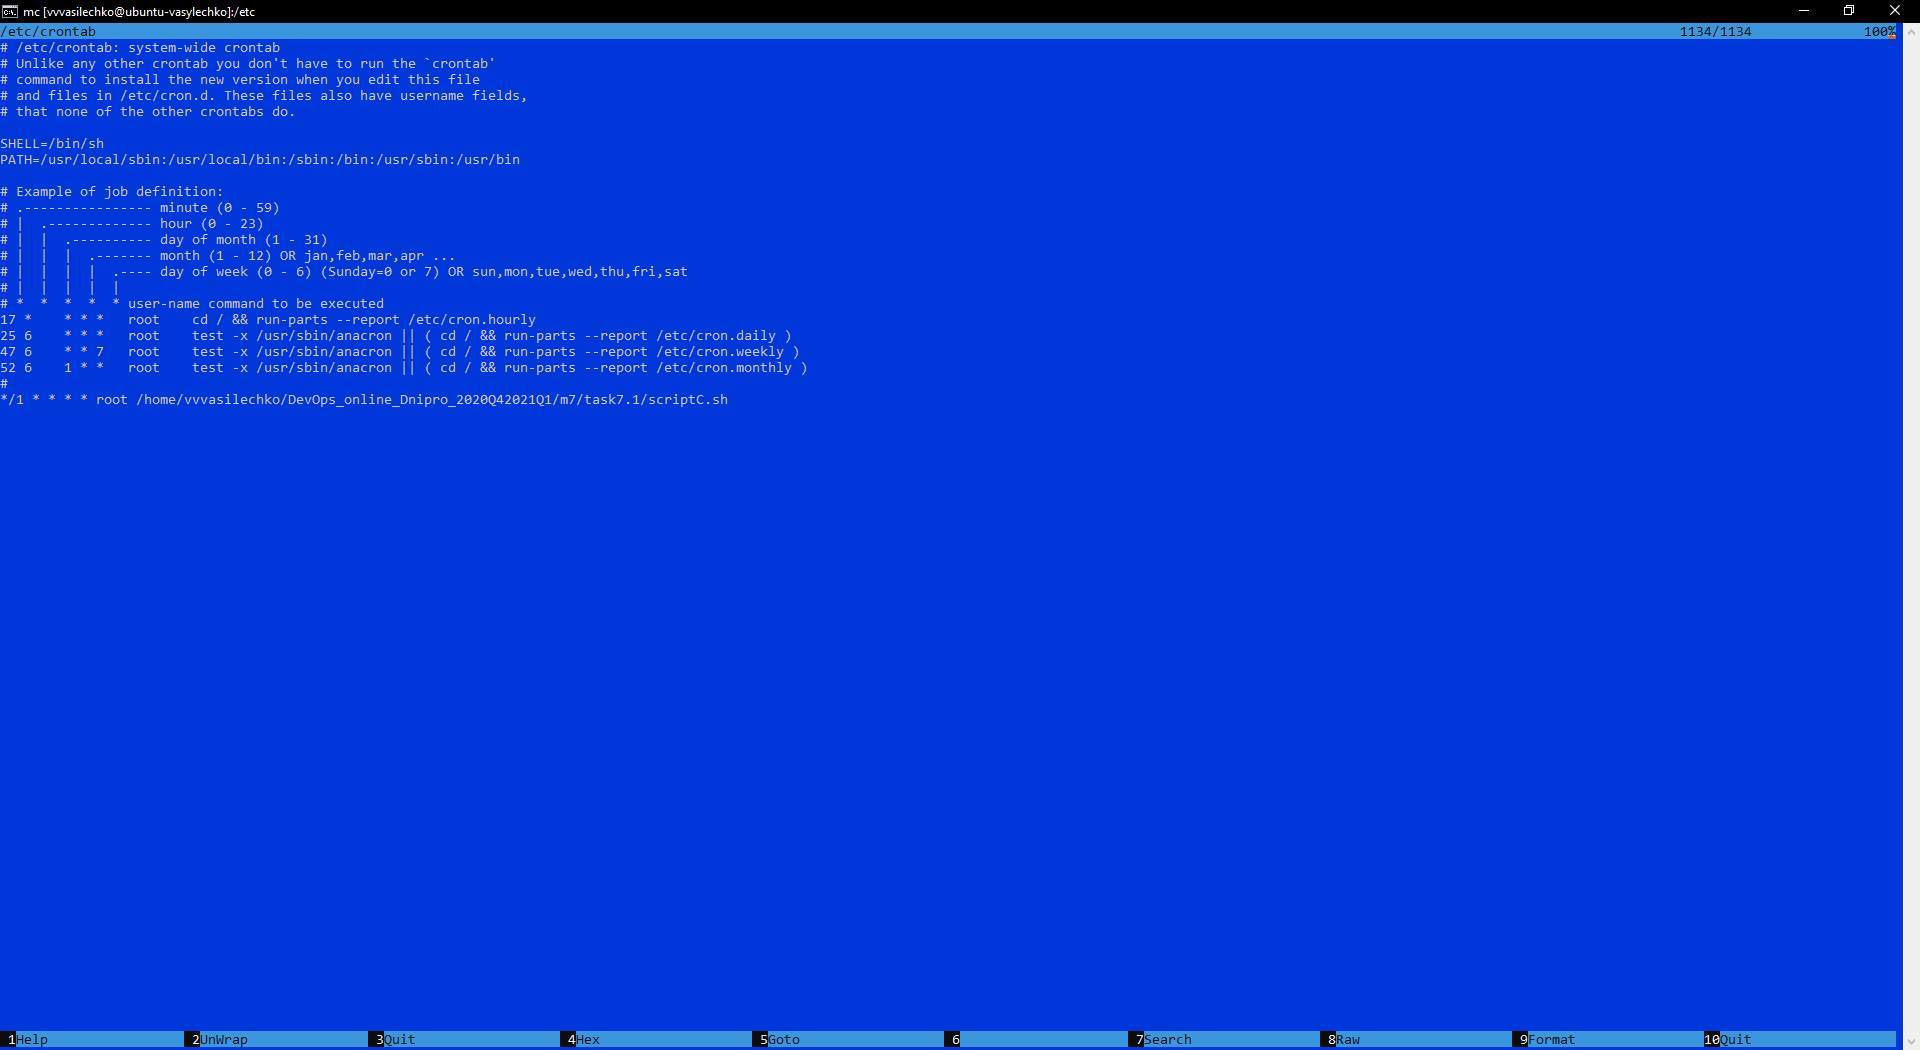 mc [vvvasilechko@ubuntu-vasylechko]:/etc
/etc/crontab 1134/1134 100%
# /etc/crontab: system-wide crontab
# Unlike any other crontab you don't have to run the `crontab'
# command to install the new version when you edit this file
# and files in /etc/cron.d. These files also have username fields,
# that none of the other crontabs do.

SHELL=/bin/sh
PATH=/usr/local/sbin:/usr/local/bin:/sbin:/bin:/usr/sbin:/usr/bin

# Example of job definition:
# .---------------- minute (0 - 59)
# |  .------------- hour (0 - 23)
# |  |  .---------- day of month (1 - 31)
# |  |  |  .------- month (1 - 12) OR jan,feb,mar,apr ...
# |  |  |  |  .---- day of week (0 - 6) (Sunday=0 or 7) OR sun,mon,tue,wed,thu,fri,sat
# |  |  |  |  |
# *  *  *  *  * user-name command to be executed
17 *    * * *   root    cd / && run-parts --report /etc/cron.hourly
25 6    * * *   root    test -x /usr/sbin/anacron || ( cd / && run-parts --report /etc/cron.daily )
47 6    * * 7   root    test -x /usr/sbin/anacron || ( cd / && run-parts --report /etc/cron.weekly )
52 6    1 * *   root    test -x /usr/sbin/anacron || ( cd / && run-parts --report /etc/cron.monthly )
#
*/1 * * * * root /home/vvvasilechko/DevOps_online_Dnipro_2020Q42021Q1/m7/task7.1/scriptC.sh
1Help 2UnWrap 3Quit 4Hex 5Goto 6 7Search 8Raw 9Format 10Quit